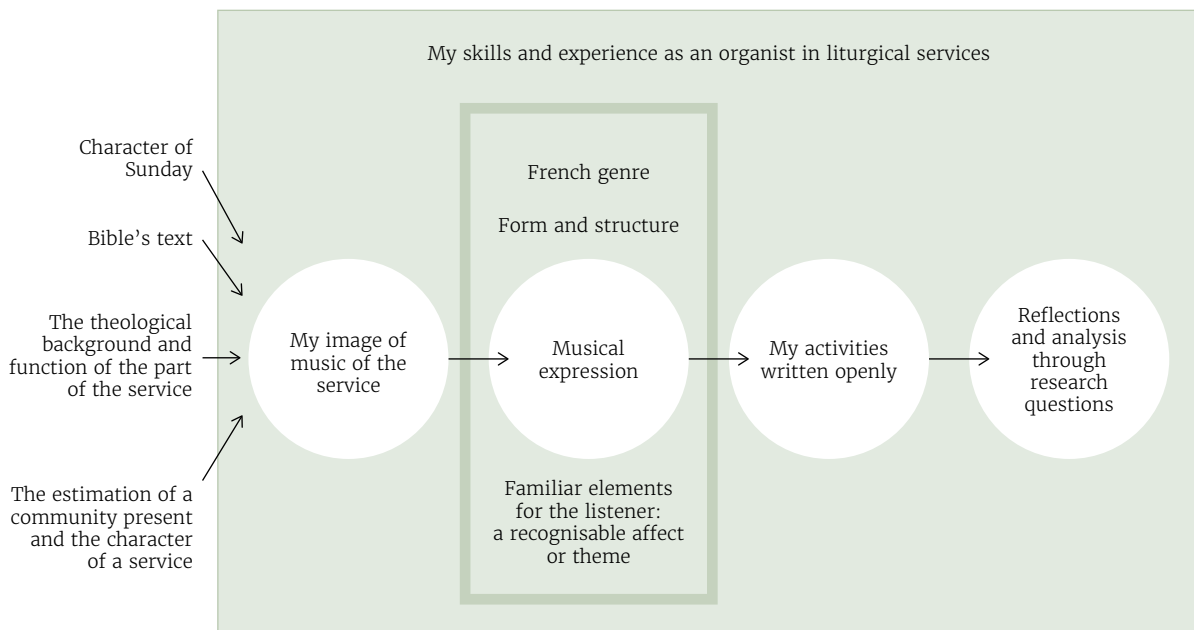 My skills and experience as an organist in liturgical services
Character of
Sunday
Bible’s text
The theological
background and
function of the part
of the service
The estimation of a
community present
and the character
of a service
My image of
music of the
service
French genre
Form and structure
Musical
expression
Familiar elements
for the listener:
a recognisable affect
or theme
My activities
written openly
Reflections
and analysis
through
research
questions